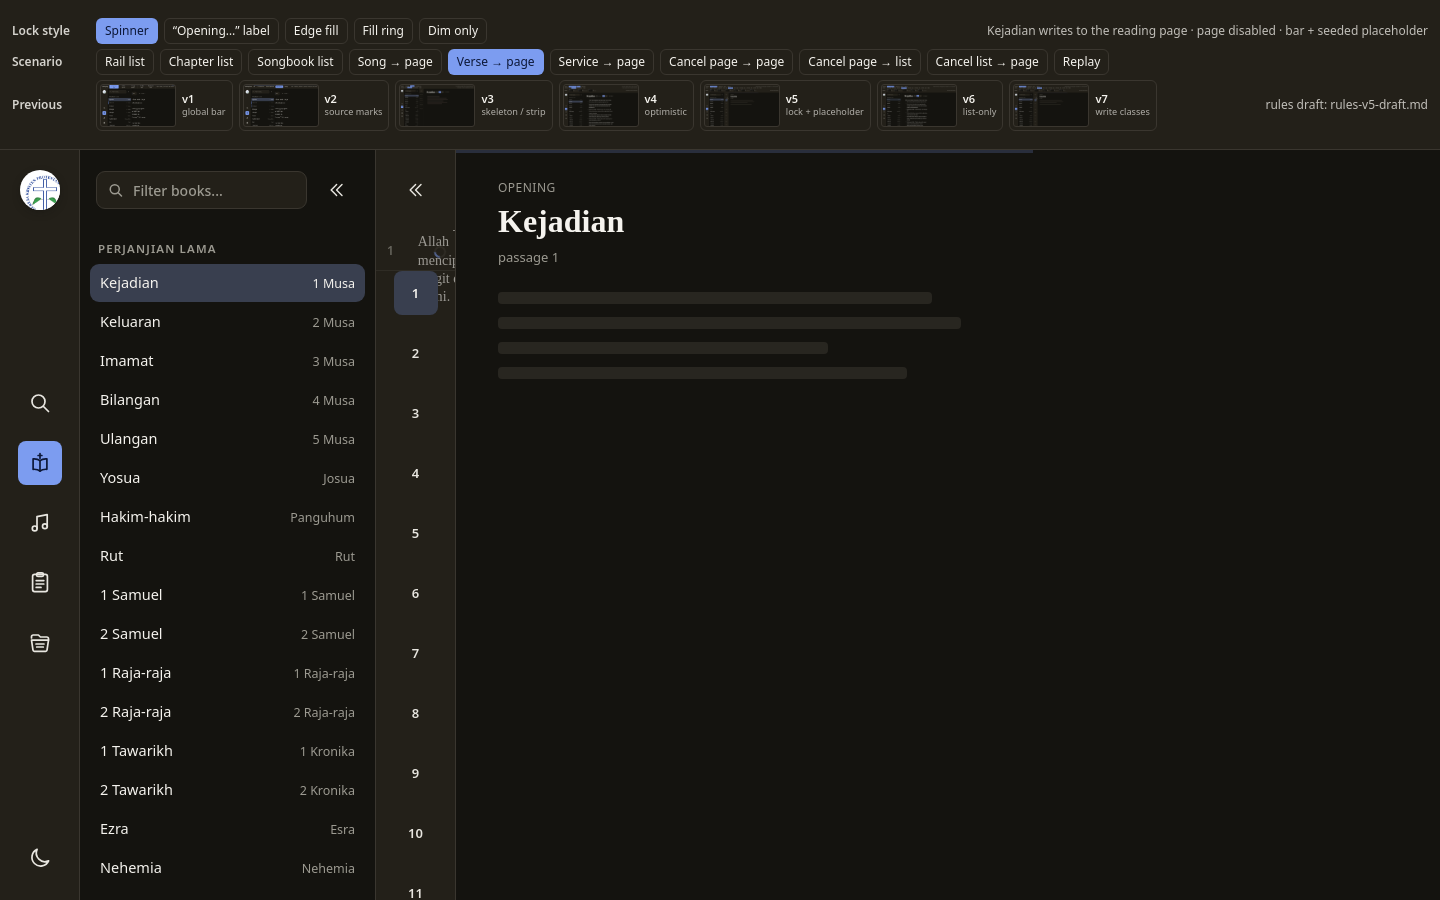 Lock style Spinner “Opening…” label Edge fill Fill ring Dim only Kejadian writes to the reading page · page disabled · bar + seeded placeholder
Scenario Rail list Chapter list Songbook list Song → page Verse → page Service → page Cancel page → page Cancel page → list Cancel list → page Replay
Previous
v1
global bar
v2
source marks
v3
skeleton / strip
v4
optimistic
v5
lock + placeholder
v6
list-only
v7
write classes
rules draft: rules-v5-draft.md
Filter books...
PERJANJIAN LAMA
Kejadian 1 Musa
Keluaran 2 Musa
Imamat 3 Musa
Bilangan 4 Musa
Ulangan 5 Musa
Yosua Josua
Hakim-hakim Panguhum
Rut Rut
1 Samuel 1 Samuel
2 Samuel 2 Samuel
1 Raja-raja 1 Raja-raja
2 Raja-raja 2 Raja-raja
1 Tawarikh 1 Kronika
2 Tawarikh 2 Kronika
Ezra Esra
Nehemia Nehemia
1 Allah
1
2
3
4
5
6
7
8
9
10
11
OPENING
Kejadian
passage 1